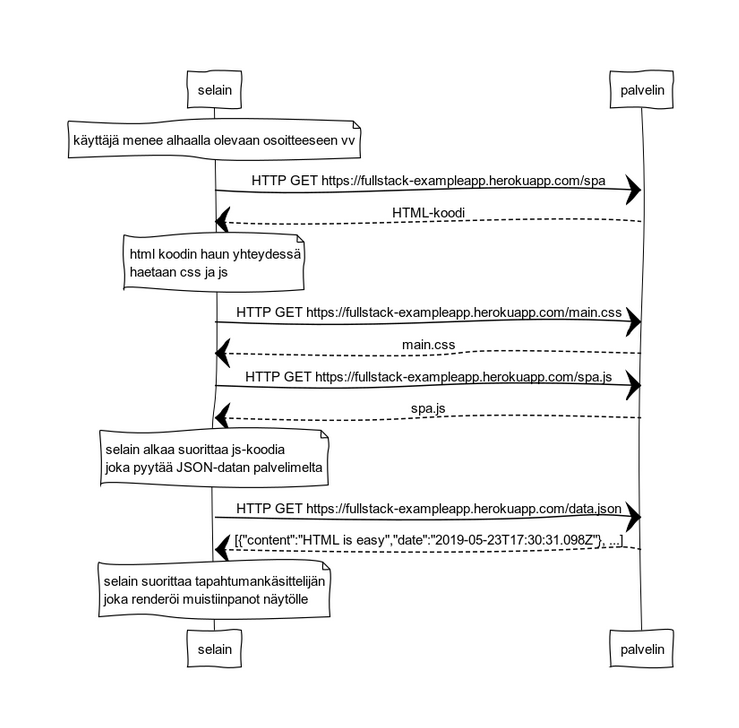 selain
palvelin
käyttäjä menee alhaalla olevaan osoitteeseen vv
HTTP GET https://fullstack-exampleapp.herokuapp.com/spa
HTML-koodi
html koodin haun yhteydessä
haetaan css ja js
HTTP GET https://fullstack-exampleapp.herokuapp.com/main.css
main.css
HTTP GET https://fullstack-exampleapp.herokuapp.com/spa.js
spa.js
selain alkaa suorittaa js-koodia
joka pyytää JSON-datan palvelimelta
HTTP GET https://fullstack-exampleapp.herokuapp.com/data.json
[{"content":"HTML is easy","date":"2019-05-23T17:30:31.098Z"}, ...]
selain suorittaa tapahtumankäsittelijän
joka renderöi muistiinpanot näytölle
selain
palvelin